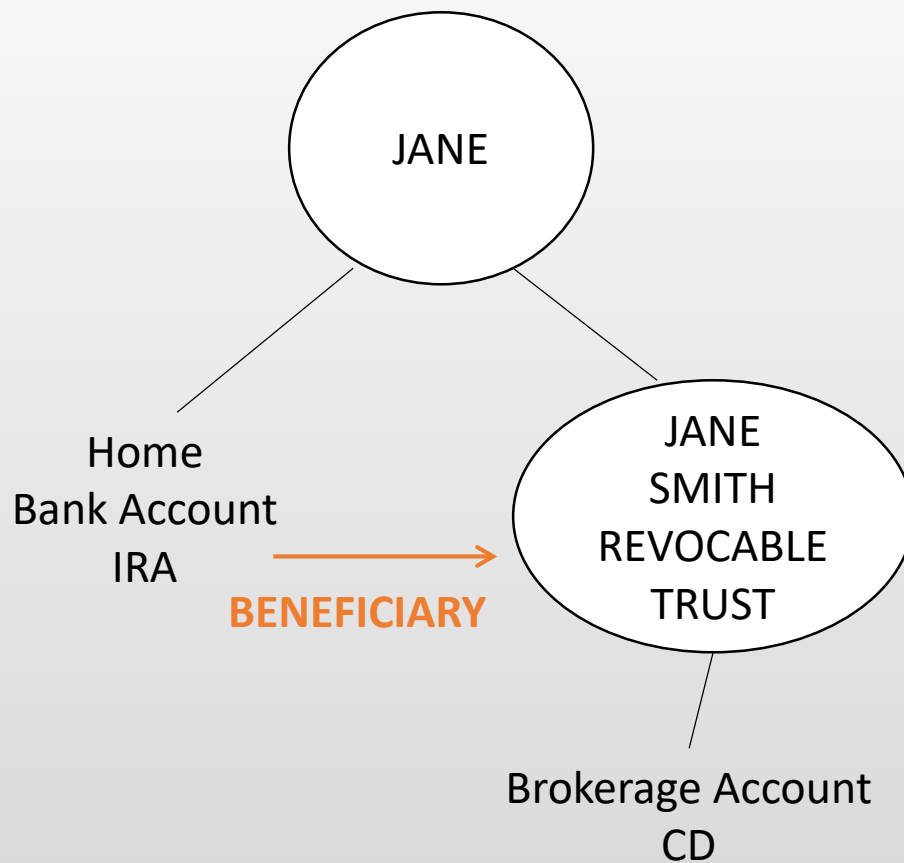 JANE
Home
Bank Account
IRA
BENEFICIARY
JANE
SMITH
REVOCABLE
TRUST
Brokerage Account
CD